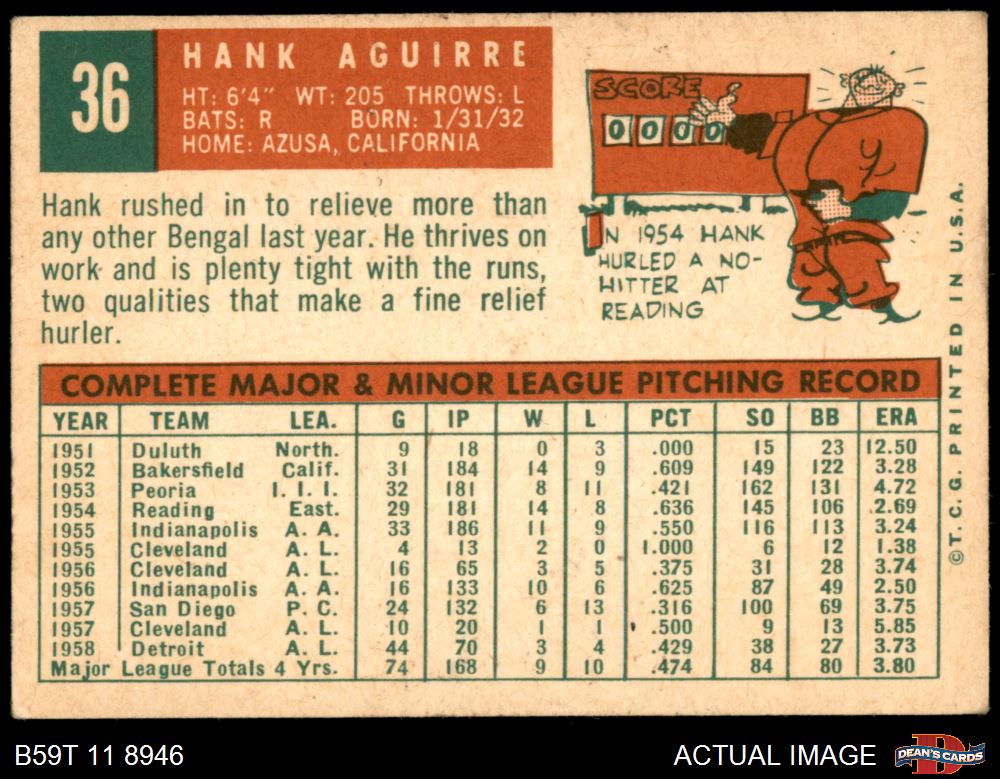 36
HANK AGUIRRE
HT: 6'4" WT: 205 THROWS: L
BATS: R BORN: 1/31/32
HOME: AZUSA, CALIFORNIA
Hank rushed in to relieve more than
any other Bengal last year. He thrives on
work and is plenty tight with the runs,
two qualities that make a fine relief
hurler.
SCORE
0 0 0 0
IN 1954 HANK
HURLED A NO-
HITTER AT
READING
COMPLETE MAJOR & MINOR LEAGUE PITCHING RECORD
YEAR TEAM LEA. G IP W L PCT SO BB ERA
1951 Duluth North. 9 18 0 3 .000 15 23 12.50
1952 Bakersfield Calif. 31 184 14 9 .609 149 122 3.28
1953 Peoria I. I. I. 32 181 8 11 .421 162 131 4.72
1954 Reading East. 29 181 14 8 .636 145 106 2.69
1955 Indianapolis A. A. 33 186 11 9 .550 116 113 3.24
1955 Cleveland A. L. 4 13 2 0 1.000 6 12 1.38
1956 Cleveland A. L. 16 65 3 5 .375 31 28 3.74
1956 Indianapolis A. A. 16 133 10 6 .625 87 49 2.50
1957 San Diego P. C. 24 132 6 13 .316 100 69 3.75
1957 Cleveland A. L. 10 20 1 1 .500 9 13 5.85
1958 Detroit A. L. 44 70 3 4 .429 38 27 3.73
Major League Totals 4 Yrs. 74 168 9 10 .474 84 80 3.80
©T.C.G. PRINTED IN U.S.A.
B59T 11 8946
ACTUAL IMAGE
DEAN'S CARDS